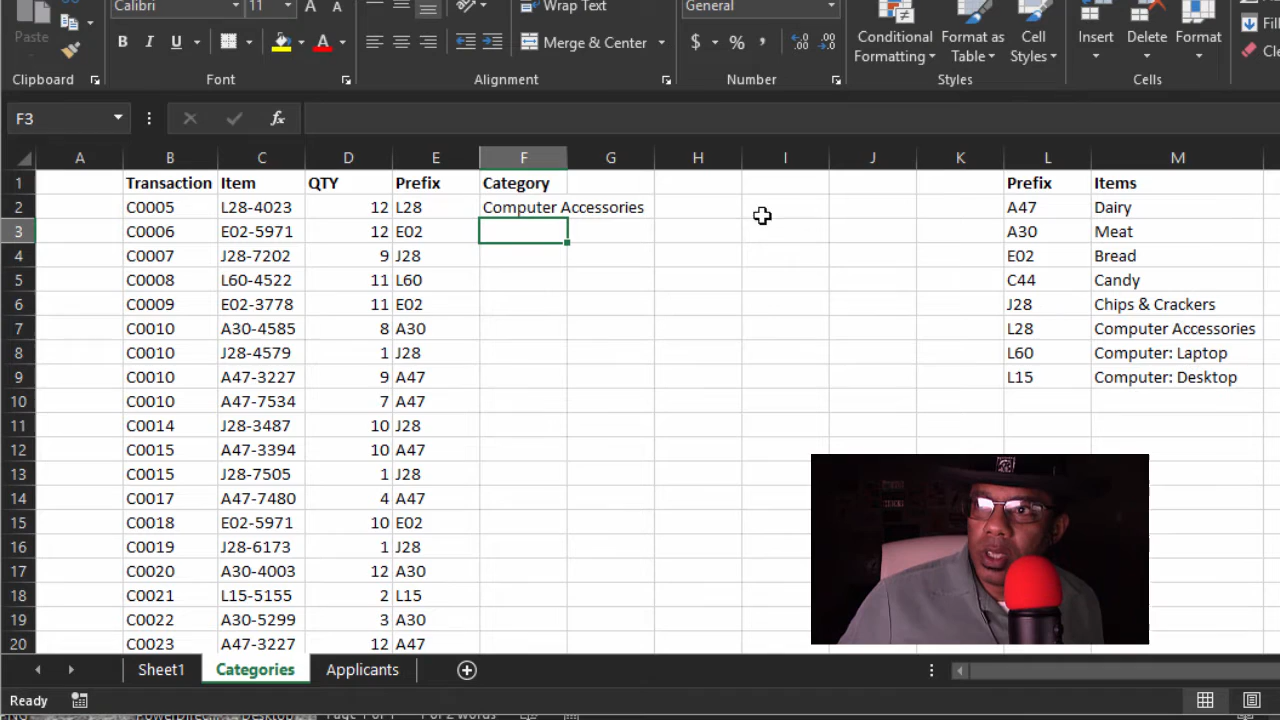 Calibri 11 A A Wrap Text General
Paste B I U A Merge & Center $ % , Conditional Formatting Format as Table Cell Styles Insert Delete Format Fill
Clipboard Font Alignment Number Styles Cells
F3 fx
A B C D E F G H I J K L M
1 Transaction Item QTY Prefix Category Prefix Items
2 C0005 L28-4023 12 L28 Computer Accessories A47 Dairy
3 C0006 E02-5971 12 E02 A30 Meat
4 C0007 J28-7202 9 J28 E02 Bread
5 C0008 L60-4522 11 L60 C44 Candy
6 C0009 E02-3778 11 E02 J28 Chips & Crackers
7 C0010 A30-4585 8 A30 L28 Computer Accessories
8 C0010 J28-4579 1 J28 L60 Computer: Laptop
9 C0010 A47-3227 9 A47 L15 Computer: Desktop
10 C0010 A47-7534 7 A47
11 C0014 J28-3487 10 J28
12 C0015 A47-3394 10 A47
13 C0015 J28-7505 1 J28
14 C0017 A47-7480 4 A47
15 C0018 E02-5971 10 E02
16 C0019 J28-6173 1 J28
17 C0020 A30-4003 12 A30
18 C0021 L15-5155 2 L15
19 C0022 A30-5299 3 A30
20 C0023 A47-3227 12 A47
Sheet1 Categories Applicants
Ready